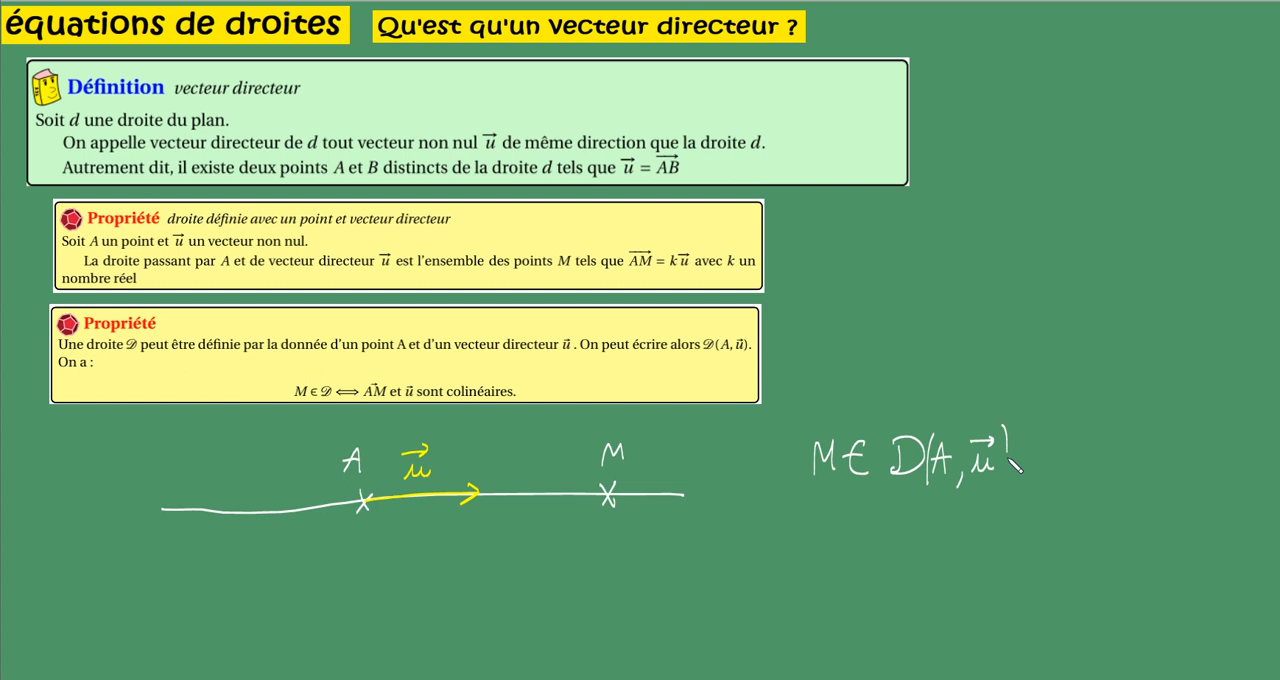 équations de droites Qu'est qu'un vecteur directeur ?
Définition vecteur directeur
Soit d une droite du plan.
On appelle vecteur directeur de d tout vecteur non nul u⃗ de même direction que la droite d.
Autrement dit, il existe deux points A et B distincts de la droite d tels que u⃗ = AB⃗
Propriété droite définie avec un point et vecteur directeur
Soit A un point et u⃗ un vecteur non nul.
La droite passant par A et de vecteur directeur u⃗ est l'ensemble des points M tels que AM⃗ = ku⃗ avec k un
nombre réel
Propriété
Une droite 𝒟 peut être définie par la donnée d'un point A et d'un vecteur directeur u⃗ . On peut écrire alors 𝒟(A, u⃗).
On a :
M ∈ 𝒟 ⟺ AM⃗ et u⃗ sont colinéaires.
A u⃗ M
M ∈ D(A, u⃗)